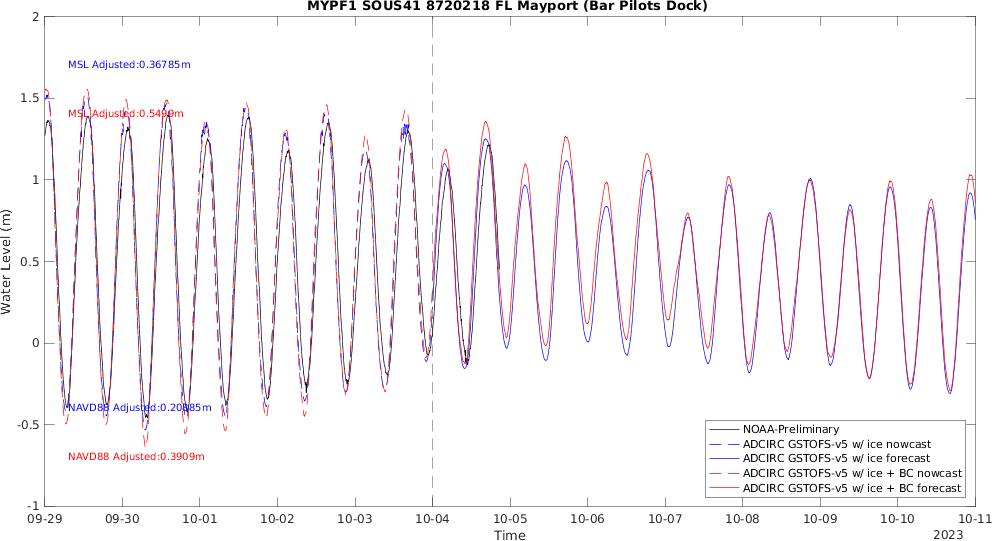 MYPF1 SOUS41 8720218 FL Mayport (Bar Pilots Dock)
2
MSL Adjusted:0.36785m
1.5
MSL Adjusted:0.5499m
1
Water Level (m)
0.5
0
NAVD88 Adjusted:0.20885m
-0.5
NAVD88 Adjusted:0.3909m
-1
NOAA-Preliminary
ADCIRC GSTOFS-v5 w/ ice nowcast
ADCIRC GSTOFS-v5 w/ ice forecast
ADCIRC GSTOFS-v5 w/ ice + BC nowcast
ADCIRC GSTOFS-v5 w/ ice + BC forecast
09-29 09-30 10-01 10-02 10-03 10-04 10-05 10-06 10-07 10-08 10-09 10-10 10-11
Time
2023